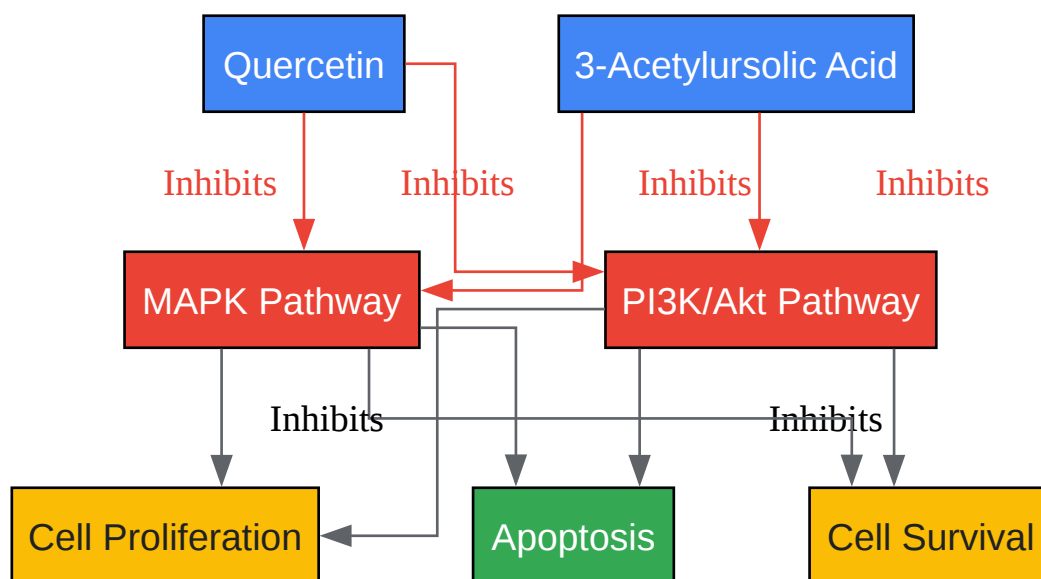 Quercetin
3-Acetylursolic Acid
Inhibits
Inhibits
Inhibits
Inhibits
MAPK Pathway
PI3K/Akt Pathway
Inhibits
Inhibits
Cell Proliferation
Apoptosis
Cell Survival